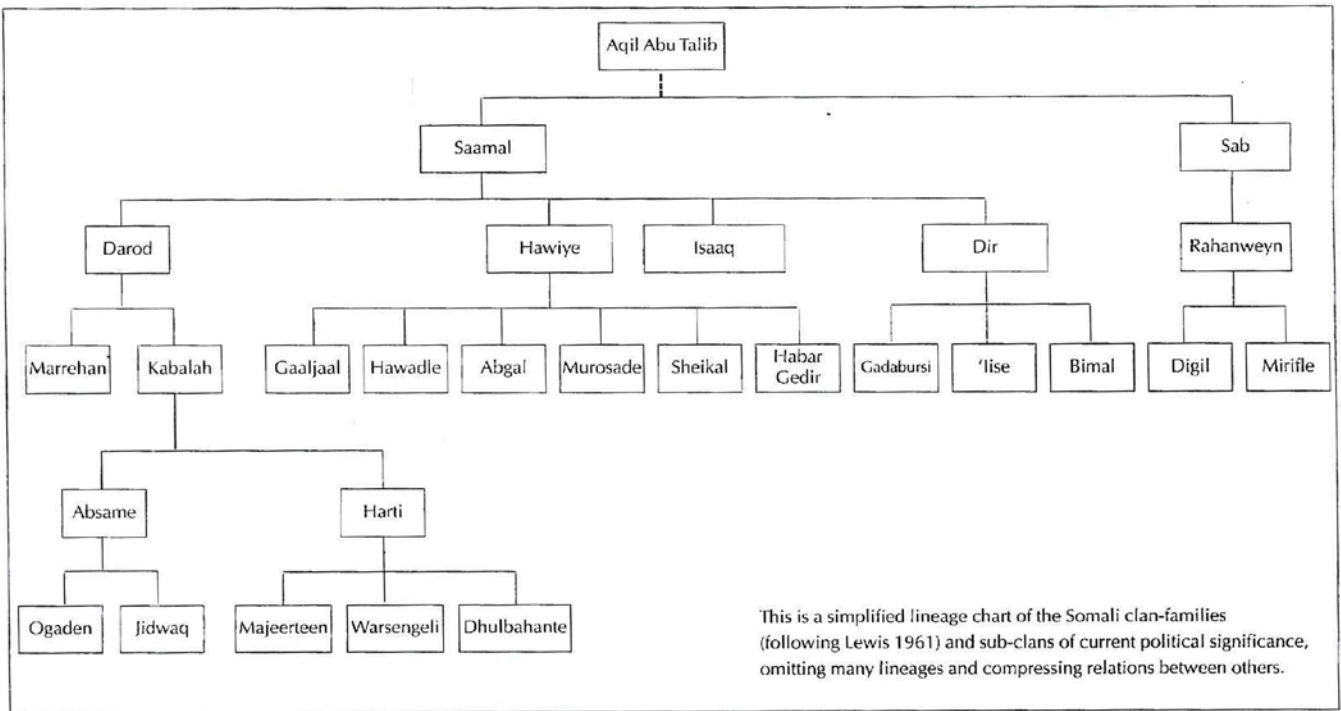 Aqil Abu Talib
Saamal
Sab
Darod
Hawiye
Isaaq
Dir
Rahanweyn
Marrehan
Kabalah
Gaaljaal
Hawadle
Abgal
Murosade
Sheikal
Habar
Gedir
Gadabursi
'Iise
Bimal
Digil
Mirifle
Absame
Harti
Ogaden
Jidwaq
Majeerteen
Warsengeli
Dhulbahante
This is a simplified lineage chart of the Somali clan-families
(following Lewis 1961) and sub-clans of current political significance,
omitting many lineages and compressing relations between others.